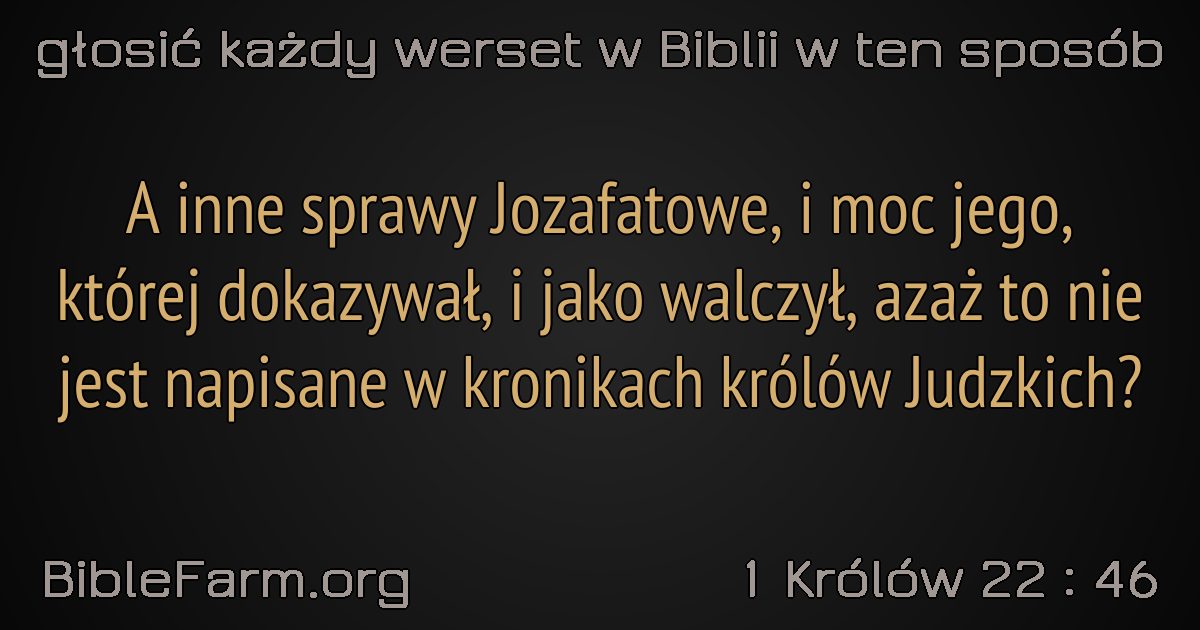 głosić każdy werset w Biblii w ten sposób
A inne sprawy Jozafatowe, i moc jego,
której dokazywał, i jako walczył, azaż to nie
jest napisane w kronikach królów Judzkich?
BibleFarm.org
1 Królów 22 : 46